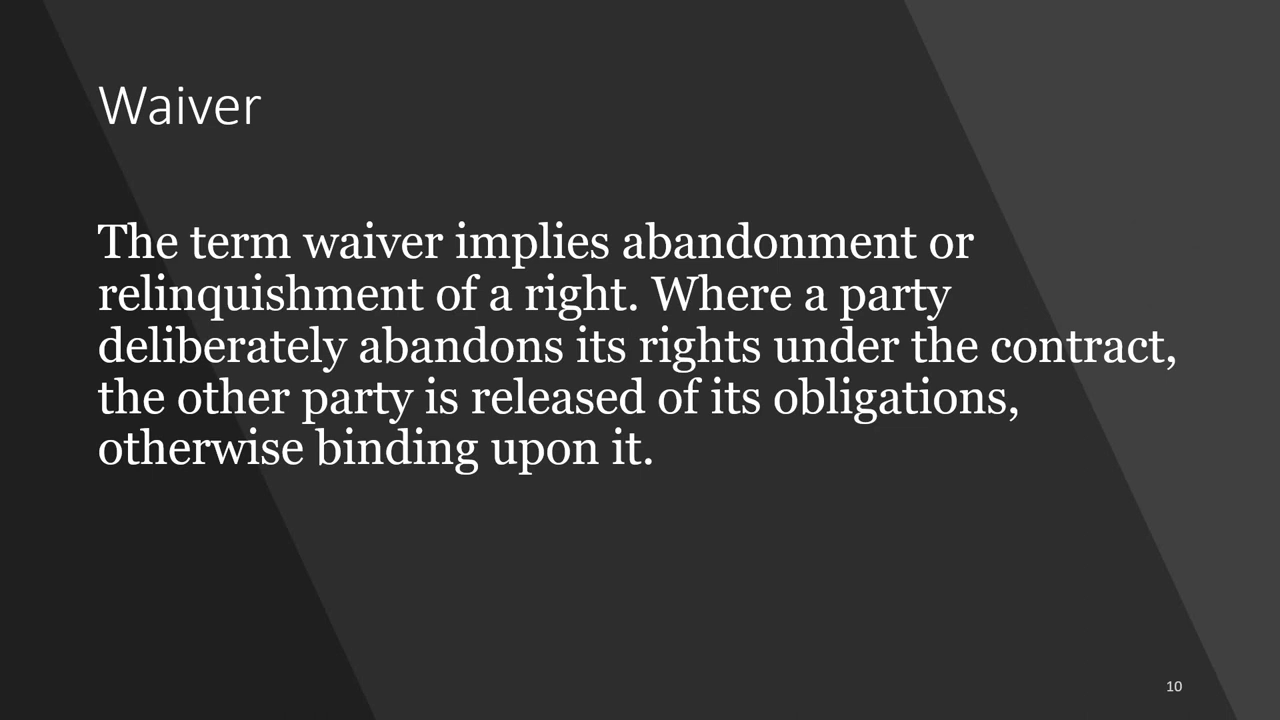 Waiver
The term waiver implies abandonment or
relinquishment of a right. Where a party
deliberately abandons its rights under the contract,
the other party is released of its obligations,
otherwise binding upon it.
10